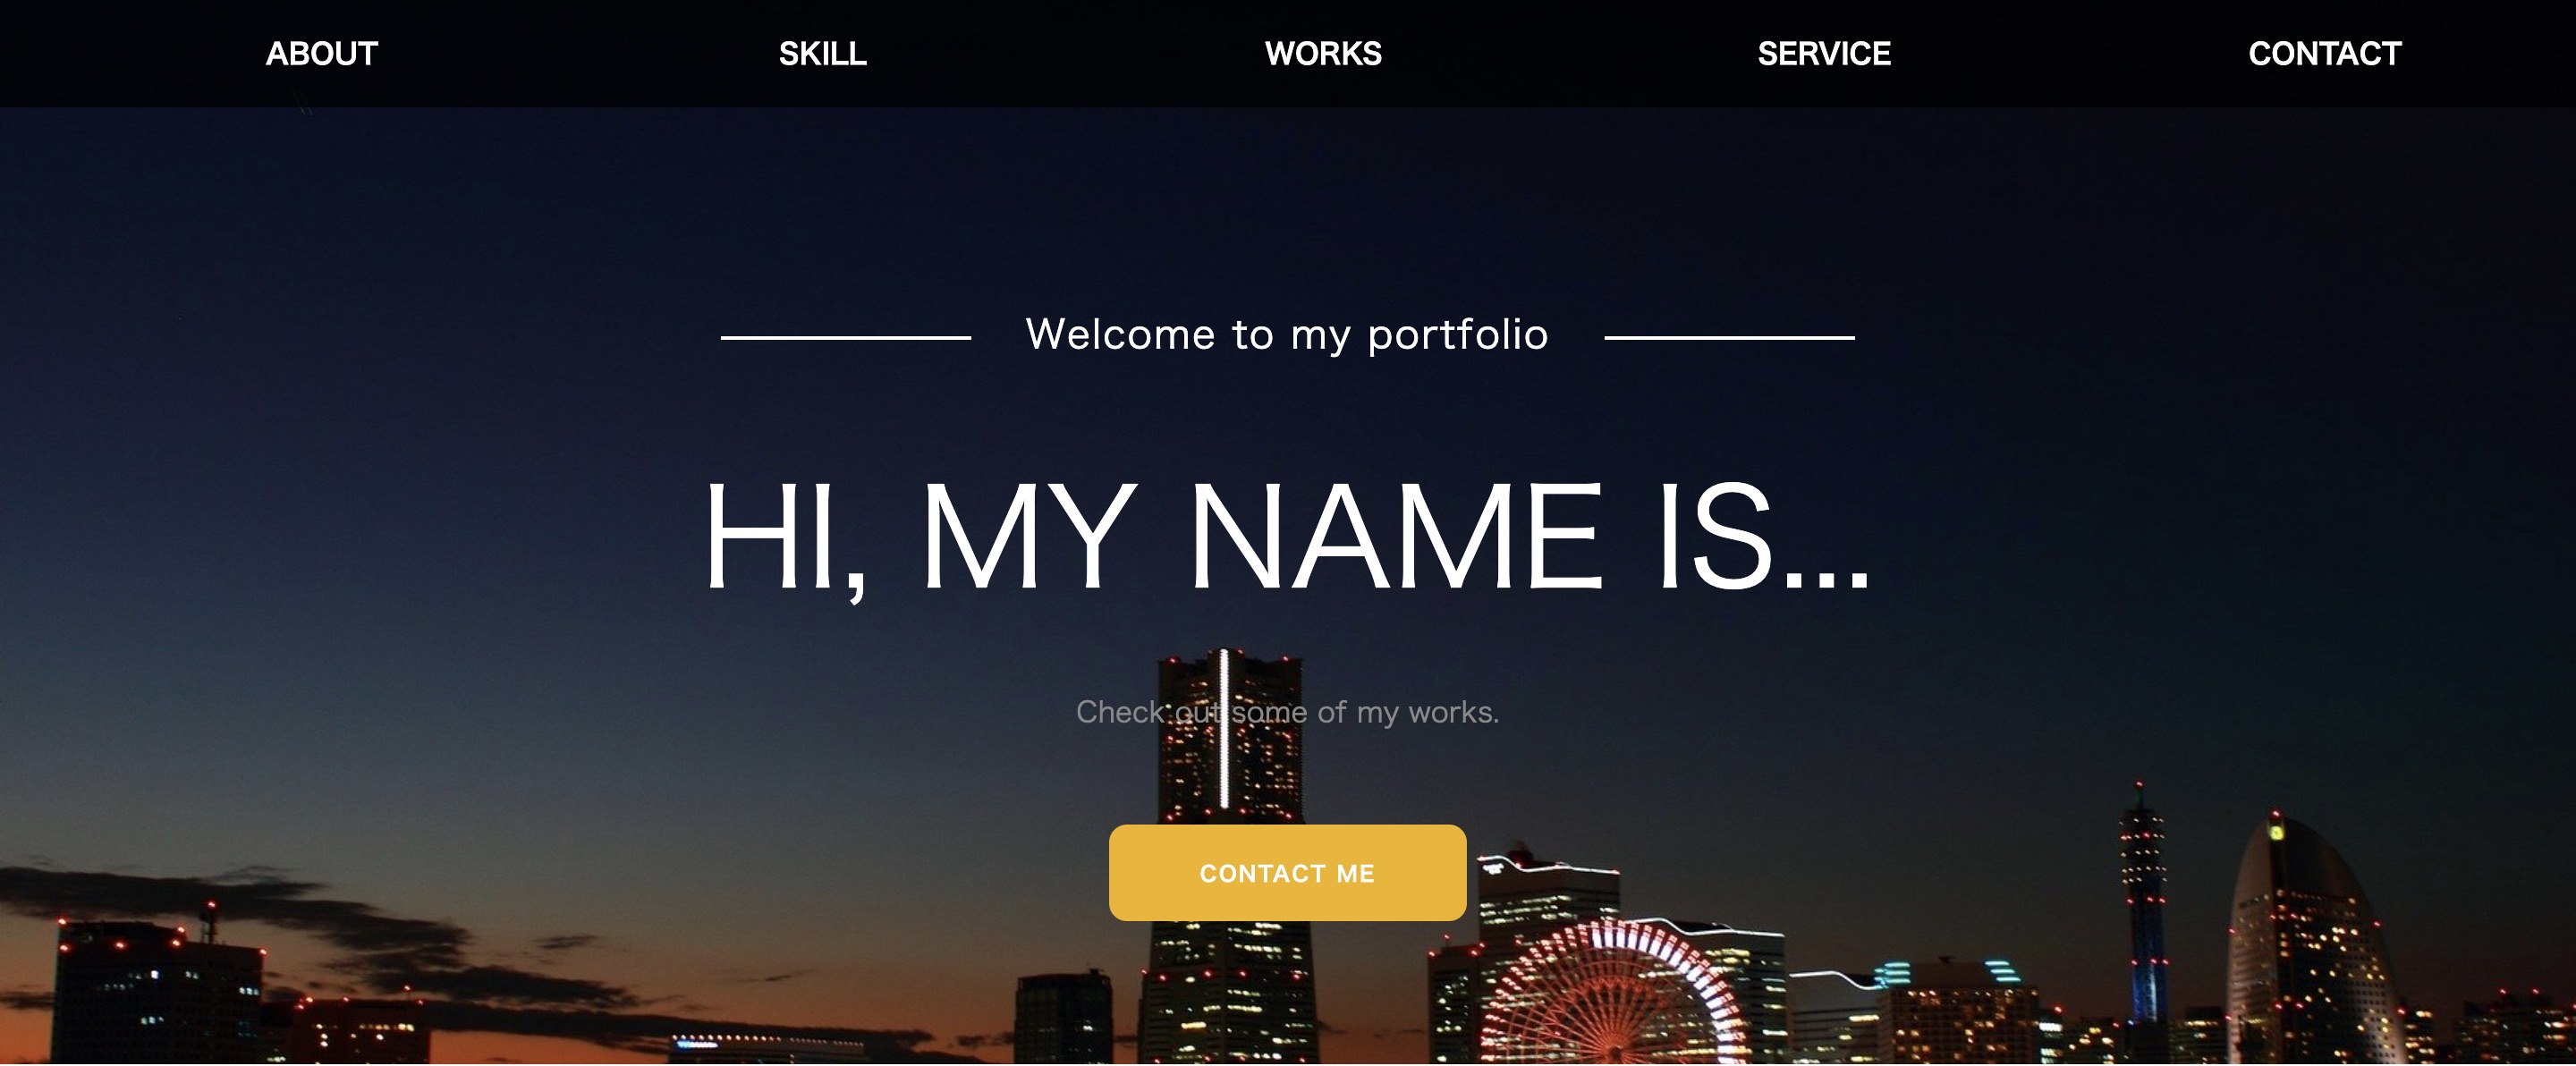 ABOUT SKILL WORKS SERVICE CONTACT
Welcome to my portfolio
HI, MY NAME IS...
Check out some of my works.
CONTACT ME